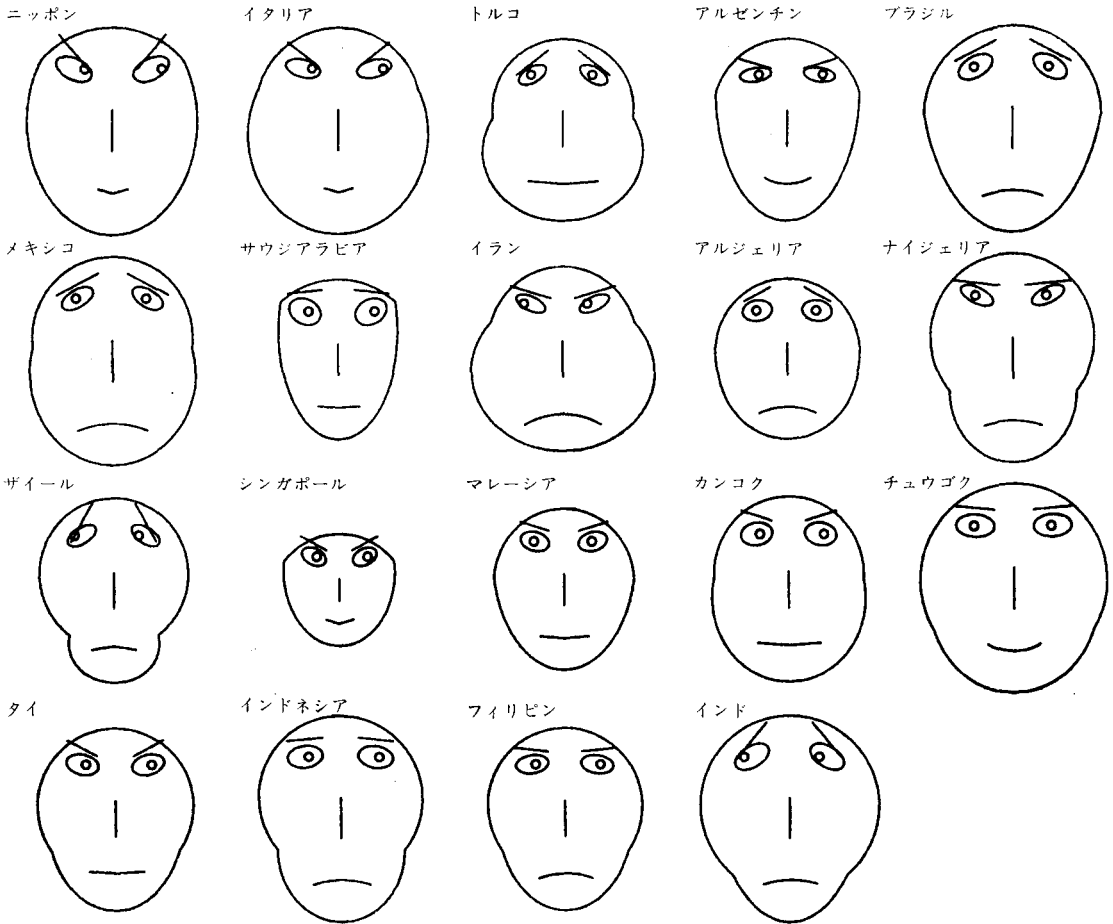 ニッポン
イタリア
トルコ
アルゼンチン
ブラジル
メキシコ
サウジアラビア
イラン
アルジェリア
ナイジェリア
ザイール
シンガポール
マレーシア
カンコク
チュウゴク
タイ
インドネシア
フィリピン
インド